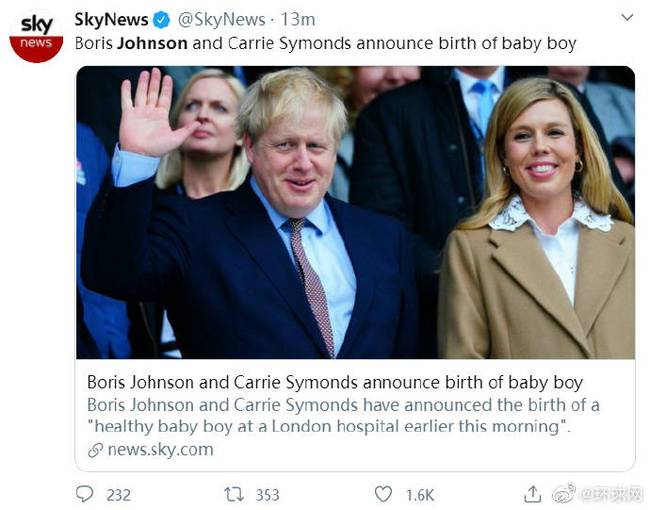 sky
news
SkyNews @SkyNews · 13m
Boris Johnson and Carrie Symonds announce birth of baby boy
Boris Johnson and Carrie Symonds announce birth of baby boy
Boris Johnson and Carrie Symonds have announced the birth of a
"healthy baby boy at a London hospital earlier this morning".
news.sky.com
232 353 1.6K @环球网